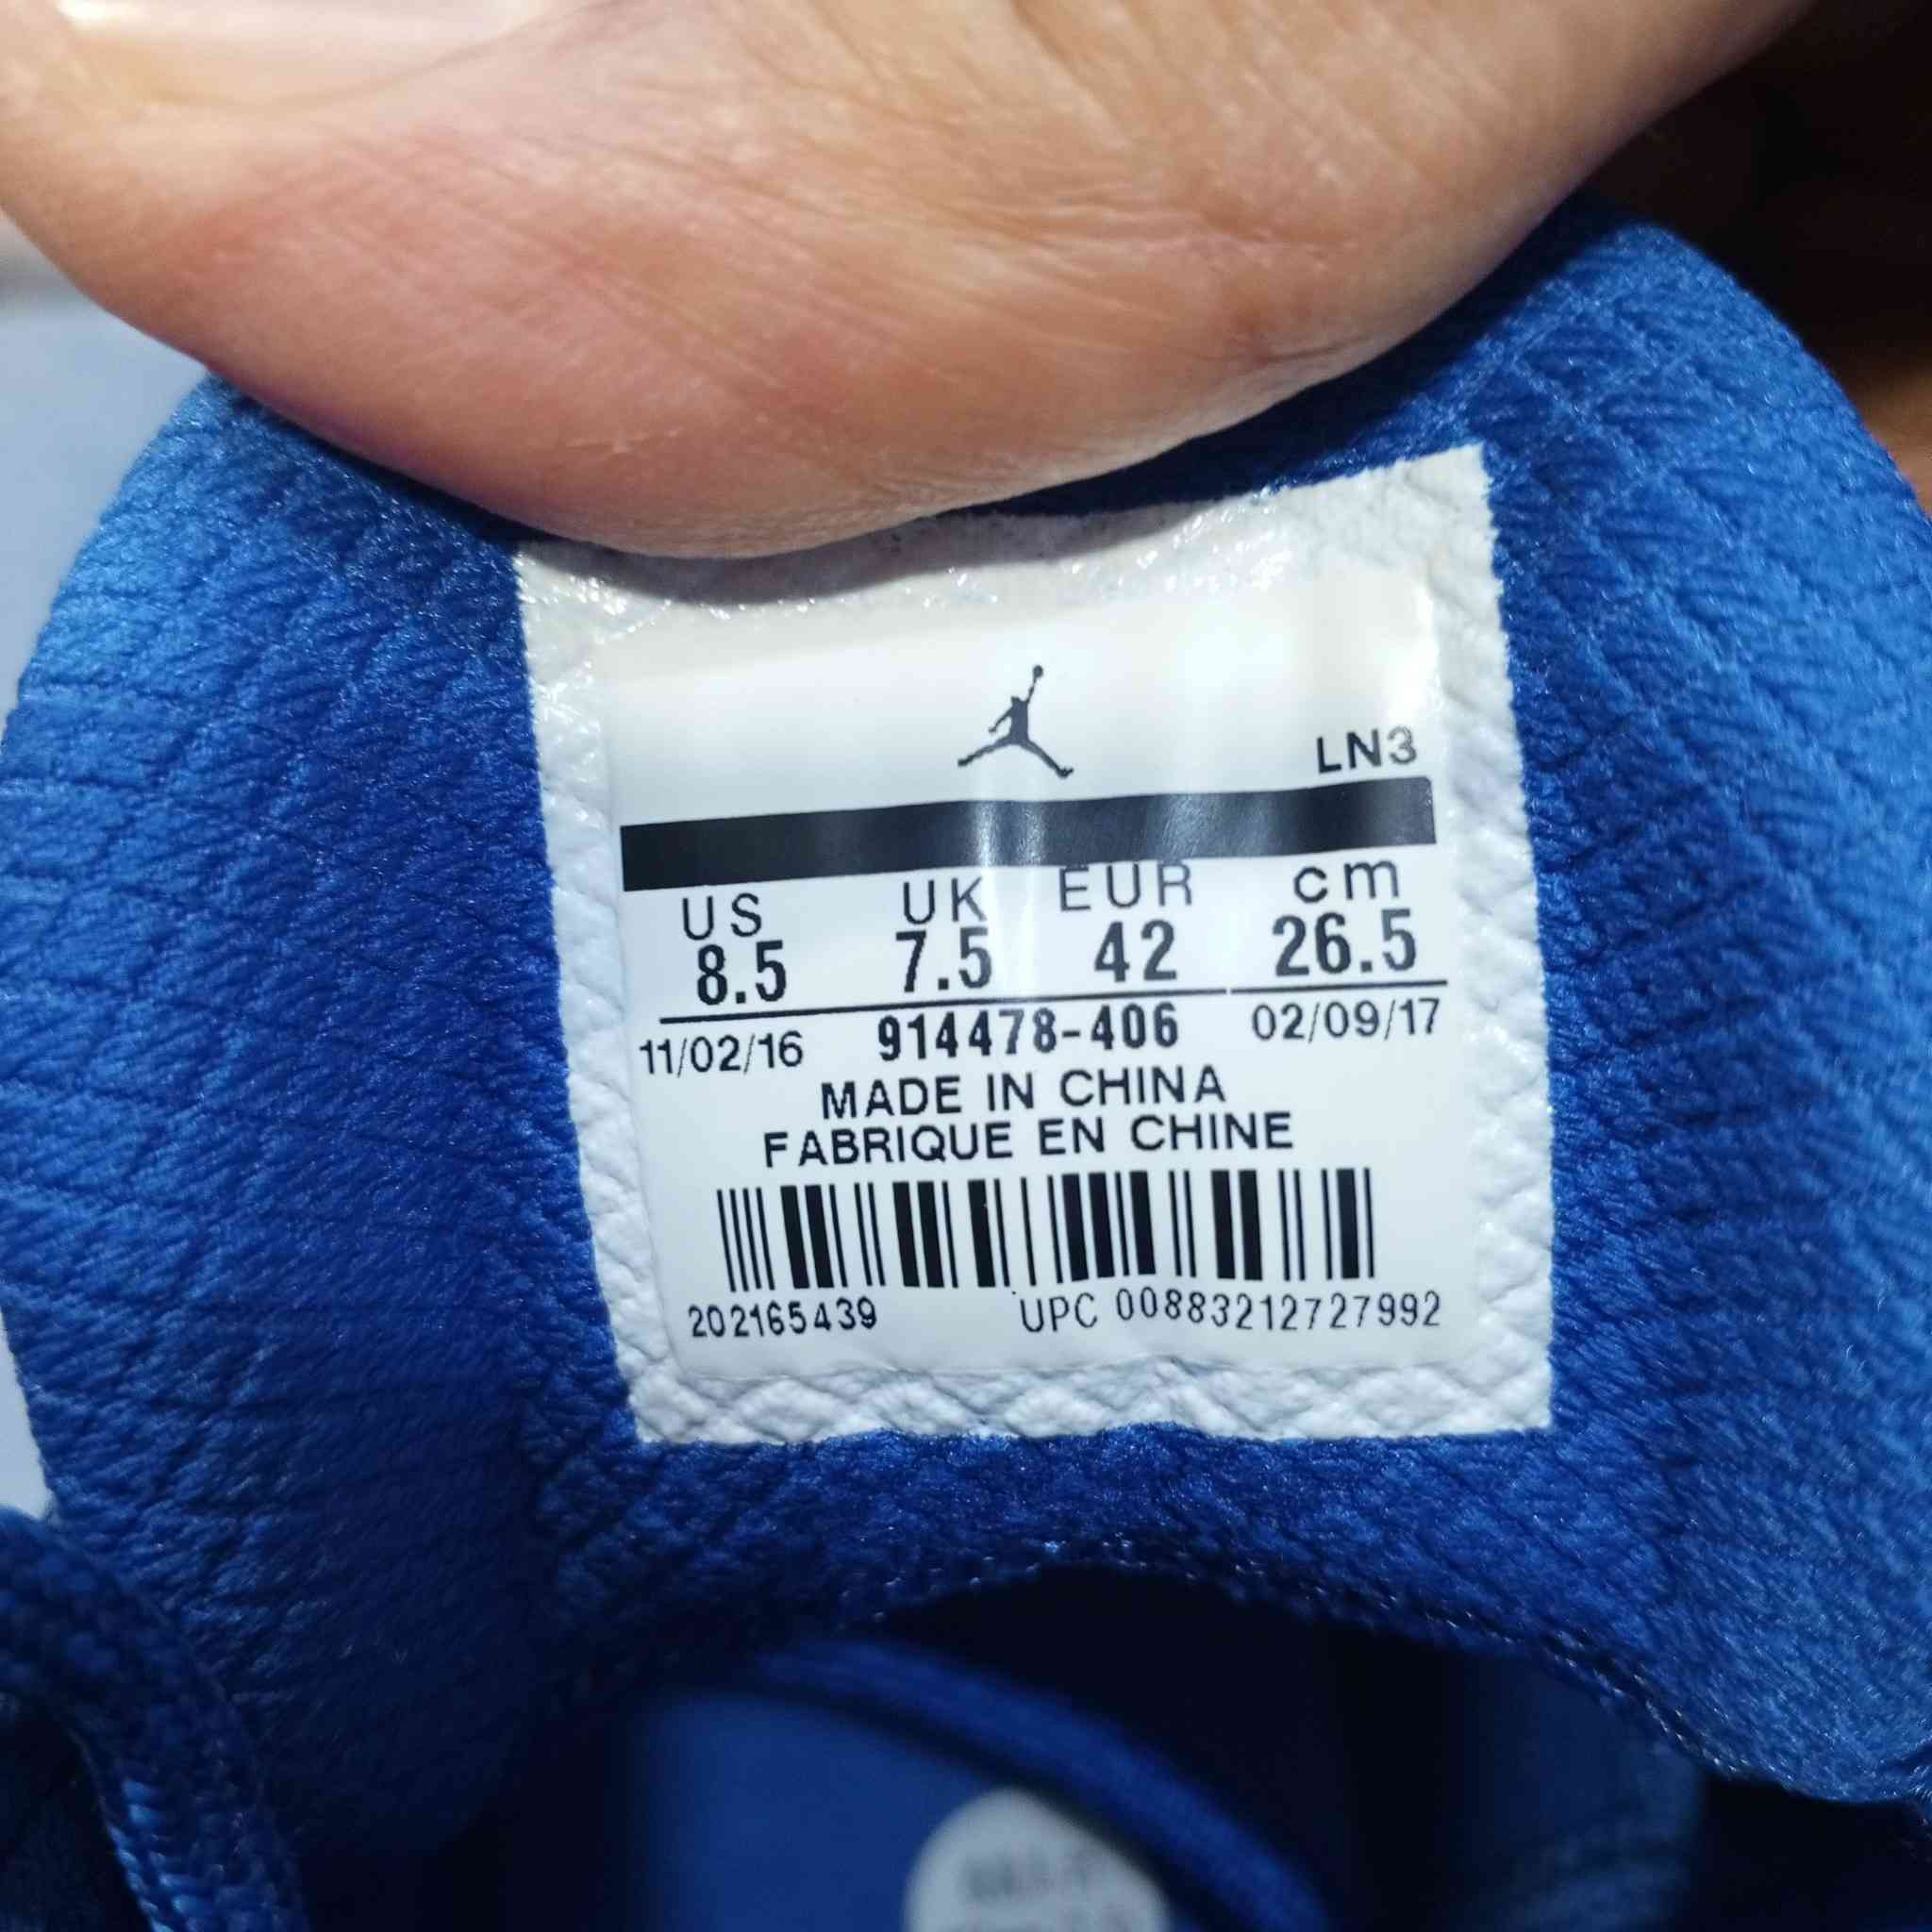 LN3
US UK EUR cm
8.5 7.5 42 26.5
11/02/16 914478-406 02/09/17
MADE IN CHINA
FABRIQUE EN CHINE
202165439 UPC 00883212727992